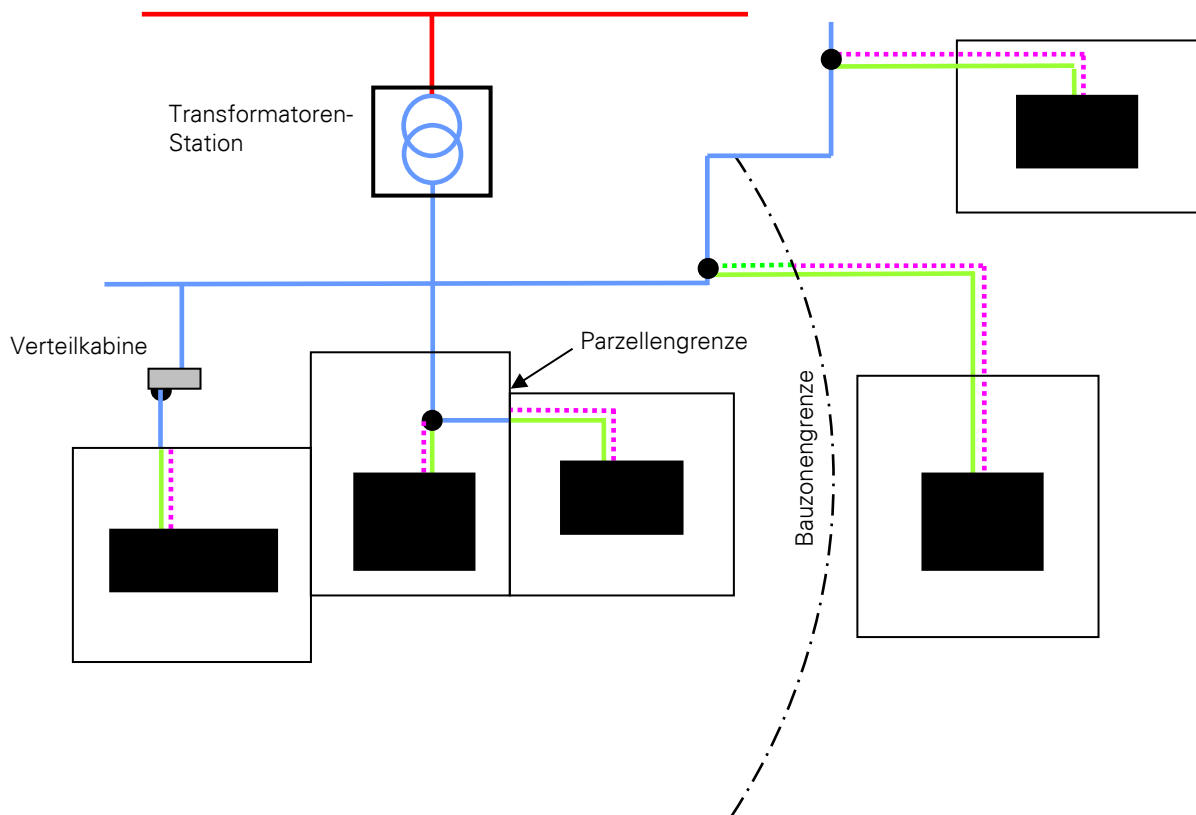 Transformatoren-
Station
Verteilkabine
Parzellengrenze
Bauzonengrenze